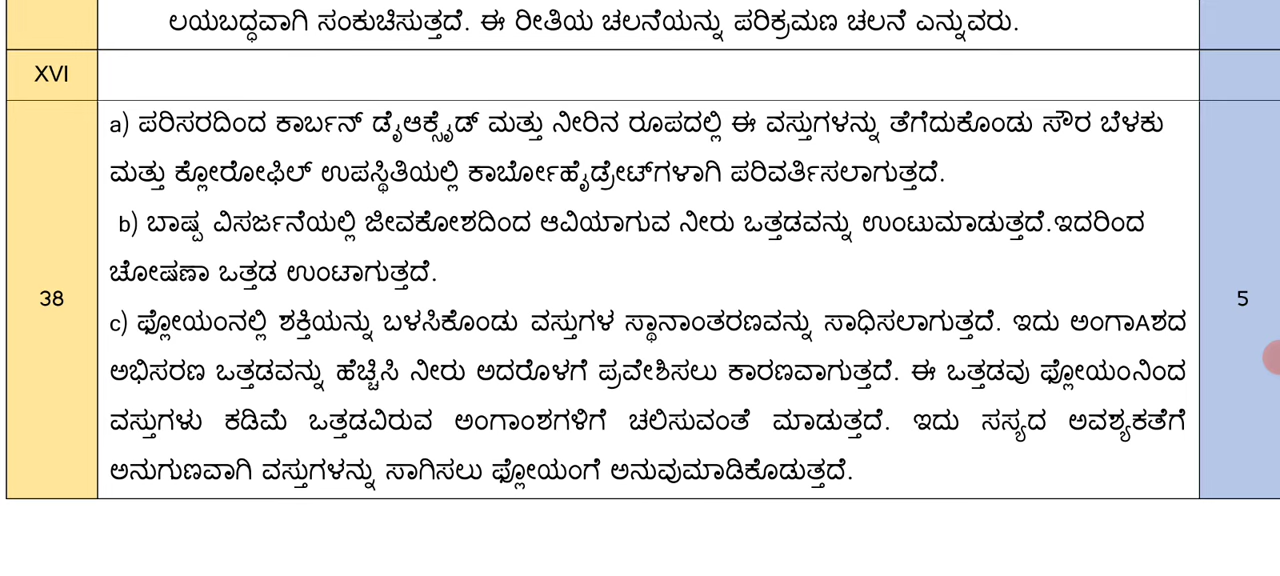 ಲಯಬದ್ಧವಾಗಿ ಸಂಕುಚಿಸುತ್ತದೆ. ಈ ರೀತಿಯ ಚಲನೆಯನ್ನು ಪರಿಕ್ರಮಣ ಚಲನೆ ಎನ್ನುವರು.
XVI
a) ಪರಿಸರದಿಂದ ಕಾರ್ಬನ್ ಡೈಆಕ್ಸೈಡ್ ಮತ್ತು ನೀರಿನ ರೂಪದಲ್ಲಿ ಈ ವಸ್ತುಗಳನ್ನು ತೆಗೆದುಕೊಂಡು ಸೌರ ಬೆಳಕು
ಮತ್ತು ಕ್ಲೋರೋಫಿಲ್ ಉಪಸ್ಥಿತಿಯಲ್ಲಿ ಕಾರ್ಬೋಹೈಡ್ರೇಟ್‌ಗಳಾಗಿ ಪರಿವರ್ತಿಸಲಾಗುತ್ತದೆ.
b) ಬಾಷ್ಪ ವಿಸರ್ಜನೆಯಲ್ಲಿ ಜೀವಕೋಶದಿಂದ ಆವಿಯಾಗುವ ನೀರು ಒತ್ತಡವನ್ನು ಉಂಟುಮಾಡುತ್ತದೆ.ಇದರಿಂದ
ಚೋಷಣಾ ಒತ್ತಡ ಉಂಟಾಗುತ್ತದೆ.
38
5
c) ಫ್ಲೋಯಂನಲ್ಲಿ ಶಕ್ತಿಯನ್ನು ಬಳಸಿಕೊಂಡು ವಸ್ತುಗಳ ಸ್ಥಾನಾಂತರಣವನ್ನು ಸಾಧಿಸಲಾಗುತ್ತದೆ. ಇದು ಅಂಗಾAಶದ
ಅಭಿಸರಣ ಒತ್ತಡವನ್ನು ಹೆಚ್ಚಿಸಿ ನೀರು ಅದರೊಳಗೆ ಪ್ರವೇಶಿಸಲು ಕಾರಣವಾಗುತ್ತದೆ. ಈ ಒತ್ತಡವು ಫ್ಲೋಯಂನಿಂದ
ವಸ್ತುಗಳು ಕಡಿಮೆ ಒತ್ತಡವಿರುವ ಅಂಗಾಂಶಗಳಿಗೆ ಚಲಿಸುವಂತೆ ಮಾಡುತ್ತದೆ. ಇದು ಸಸ್ಯದ ಅವಶ್ಯಕತೆಗೆ
ಅನುಗುಣವಾಗಿ ವಸ್ತುಗಳನ್ನು ಸಾಗಿಸಲು ಫ್ಲೋಯಂಗೆ ಅನುವುಮಾಡಿಕೊಡುತ್ತದೆ.